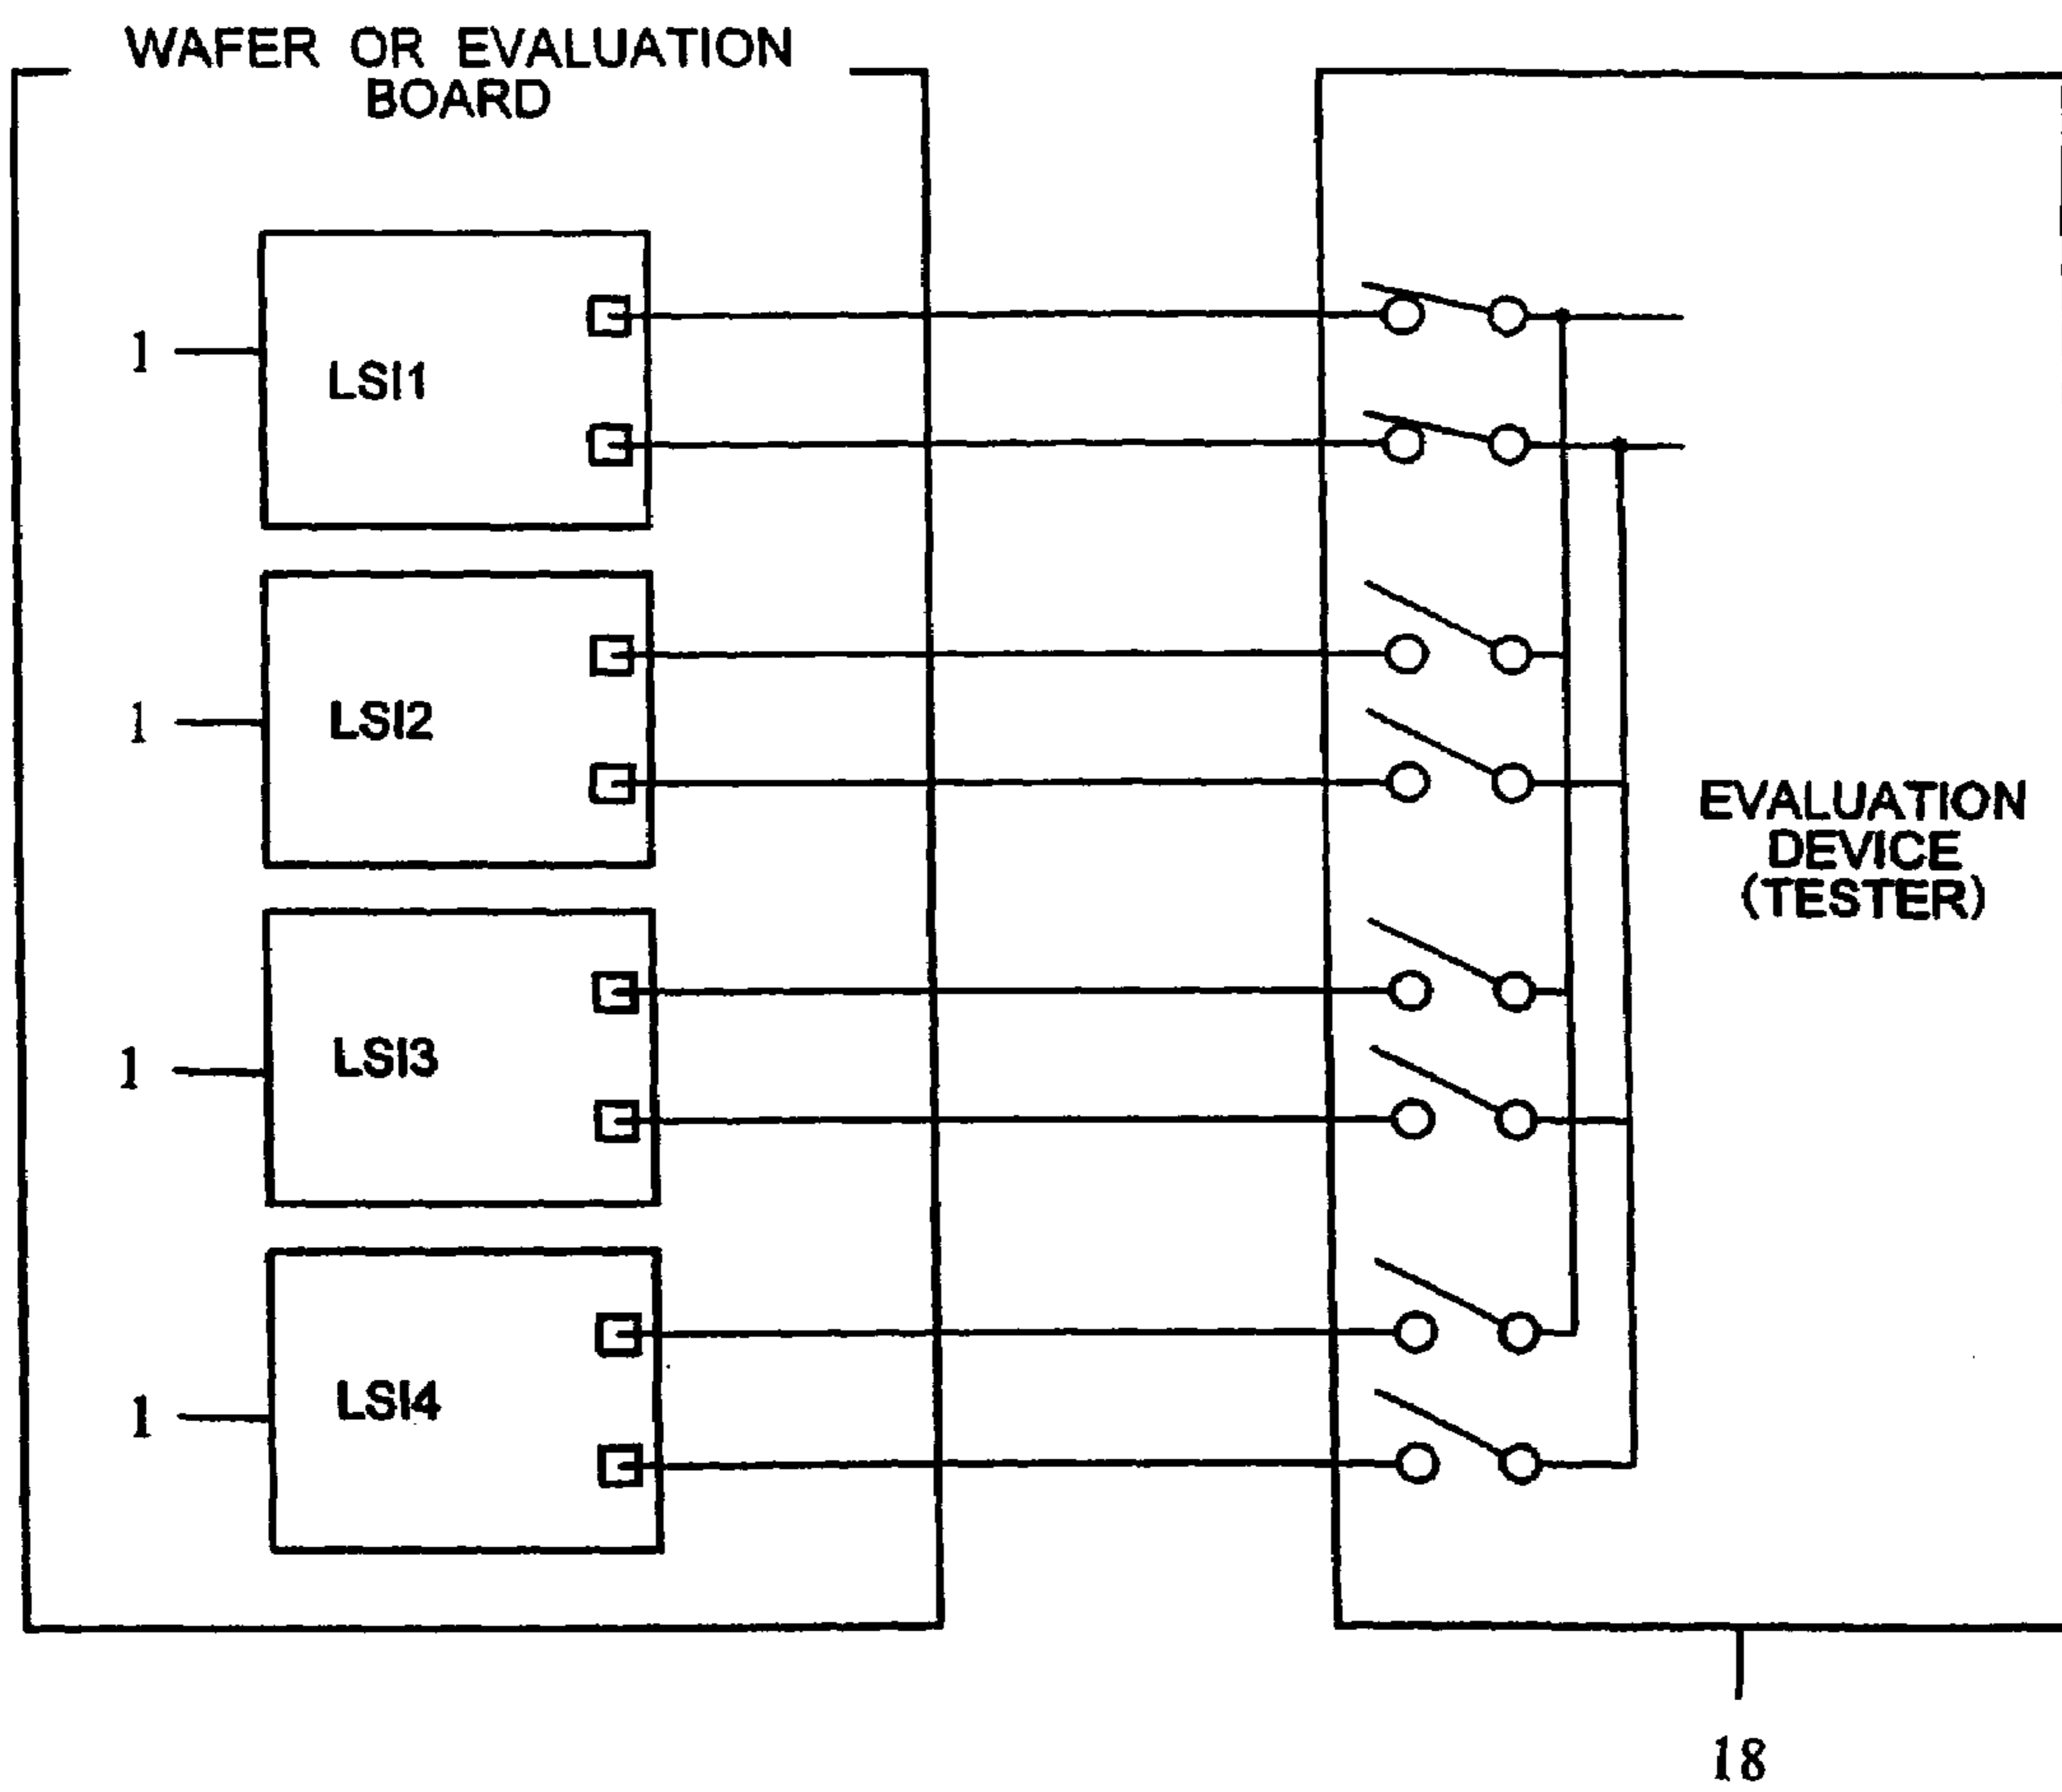 WAFER OR EVALUATION
BOARD
1
LSI1
1
LSI2
EVALUATION
DEVICE
(TESTER)
1
LSI3
1
LSI4
18